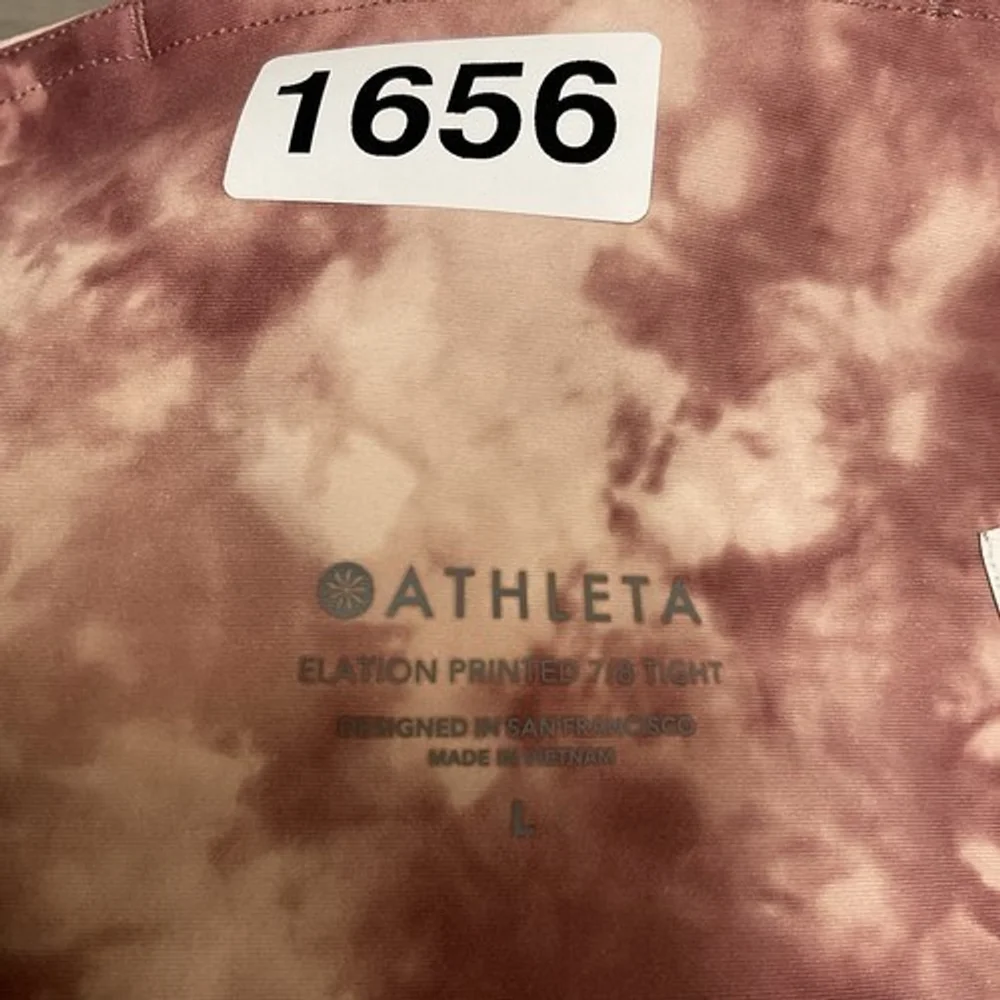 1656
ATHLETA
ELATION PRINTED 7/8 TIGHT
DESIGNED IN SAN FRANCISCO
MADE IN VIETNAM
L